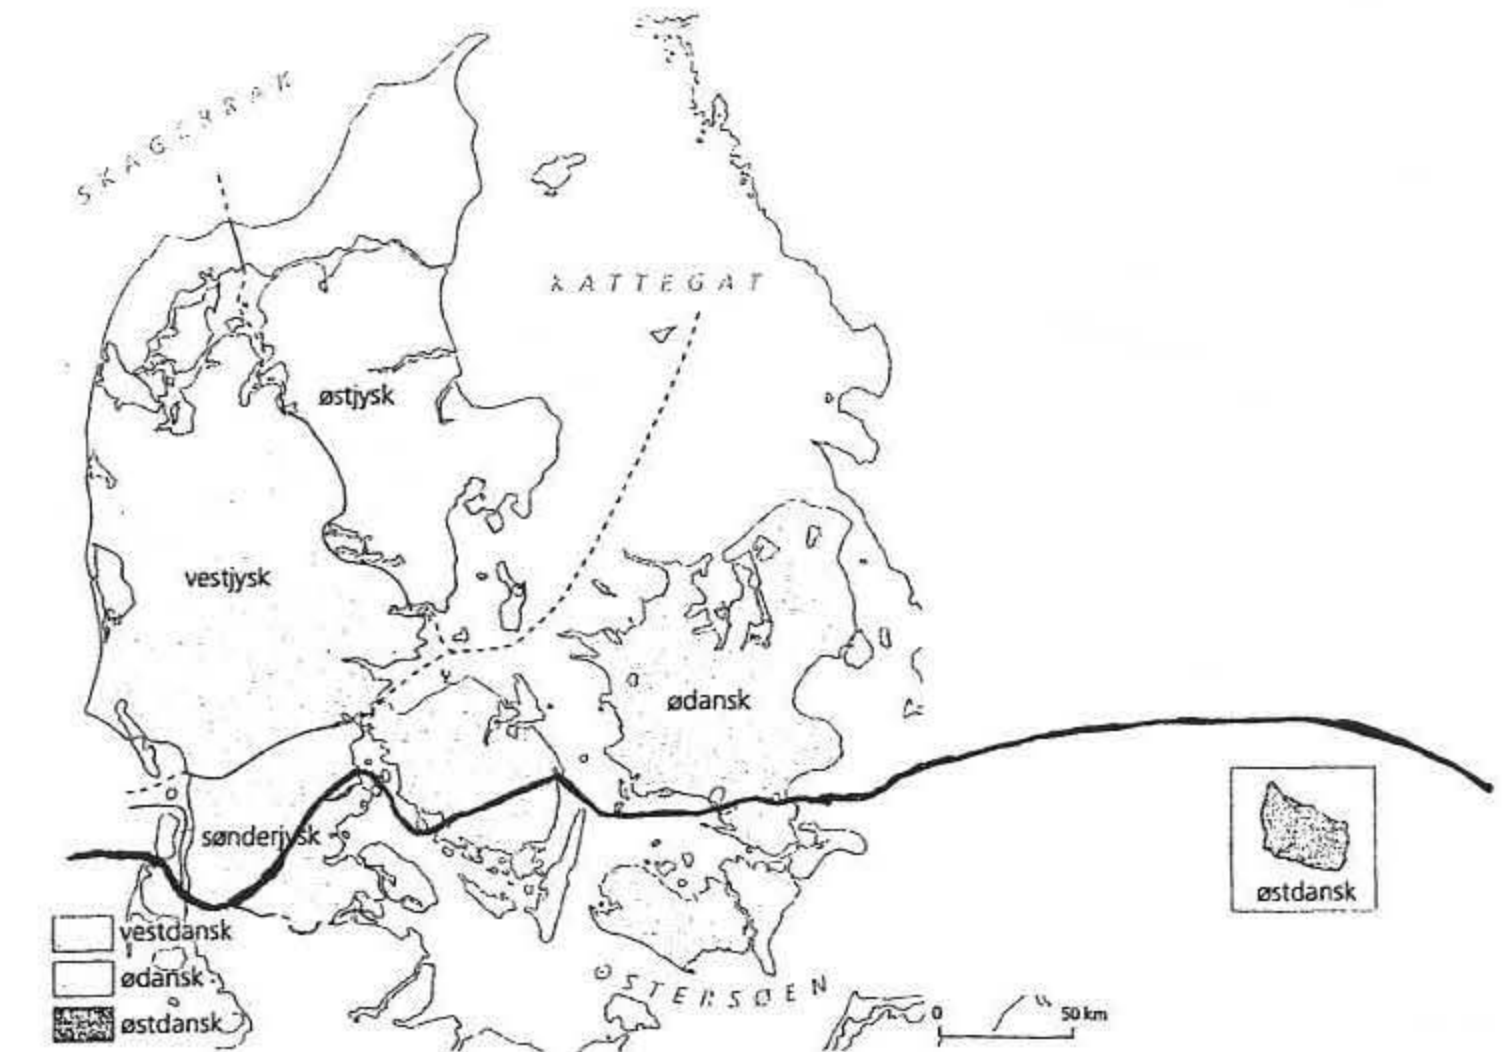 SKAGERRAK
KATTEGAT
østjysk
vestjysk
ødansk
sønderjysk
østdansk
vestdansk
ødansk
østdansk
ØSTERSØEN
0 50 km